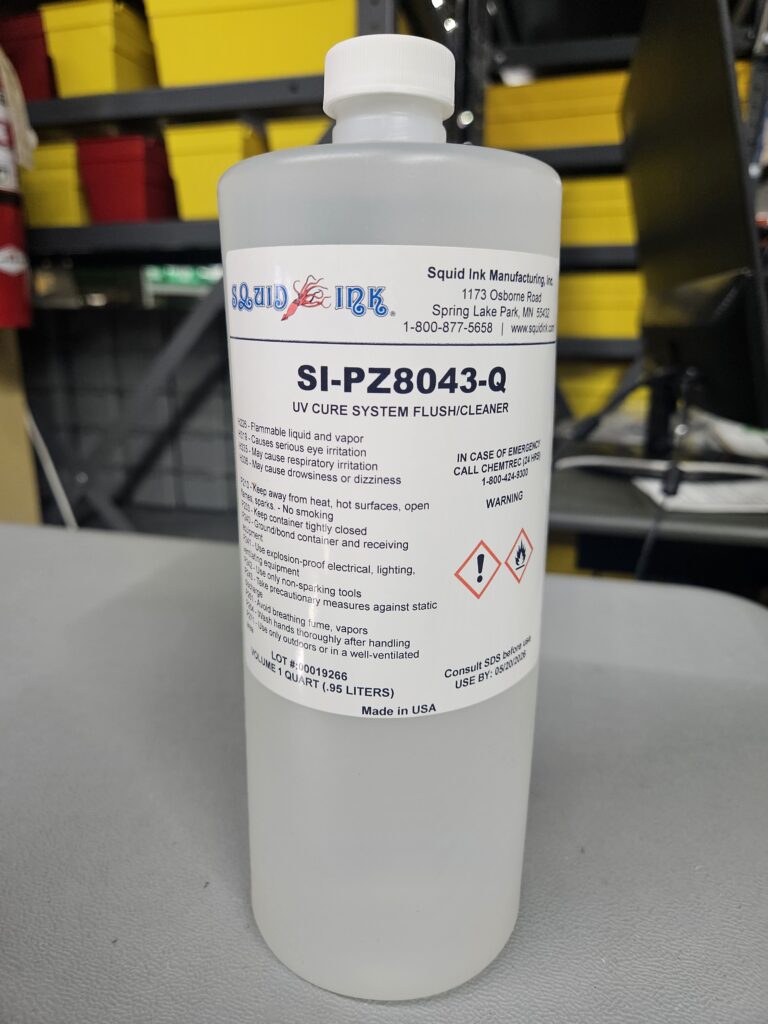 SQUID INK®
Squid Ink Manufacturing, Inc.
1173 Osborne Road
Spring Lake Park, MN 55432
1-800-877-5658 | www.squidink.com
SI-PZ8043-Q
UV CURE SYSTEM FLUSH/CLEANER
H226 - Flammable liquid and vapor
H319 - Causes serious eye irritation
H335 - May cause respiratory irritation
H336 - May cause drowsiness or dizziness
P210 - Keep away from heat, hot surfaces, open
flames, sparks. - No smoking
P233 - Keep container tightly closed
P240 - Ground/bond container and receiving
equipment
P241 - Use explosion-proof electrical, lighting,
ventilating equipment
P242 - Use only non-sparking tools
P243 - Take precautionary measures against static
discharge
P261 - Avoid breathing fume, vapors
P264 - Wash hands thoroughly after handling
P271 - Use only outdoors or in a well-ventilated
area
IN CASE OF EMERGENCY
CALL CHEMTREC (24 HRS)
1-800-424-9300
WARNING
LOT #:00019266
VOLUME 1 QUART (.95 LITERS)
Consult SDS before use.
USE BY: 05/20/2026
Made in USA